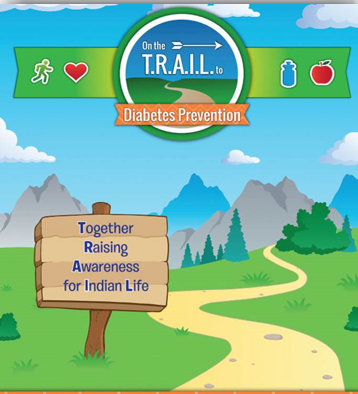 On the
T.R.A.I.L. to
Diabetes Prevention
Together
Raising
Awareness
for Indian Life